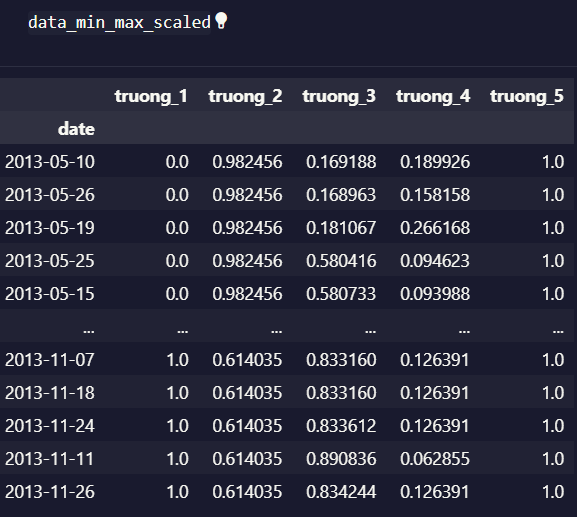 data_min_max_scaled
truong_1 truong_2 truong_3 truong_4 truong_5
date
2013-05-10 0.0 0.982456 0.169188 0.189926 1.0
2013-05-26 0.0 0.982456 0.168963 0.158158 1.0
2013-05-19 0.0 0.982456 0.181067 0.266168 1.0
2013-05-25 0.0 0.982456 0.580416 0.094623 1.0
2013-05-15 0.0 0.982456 0.580733 0.093988 1.0
... ... ... ... ... ...
2013-11-07 1.0 0.614035 0.833160 0.126391 1.0
2013-11-18 1.0 0.614035 0.833160 0.126391 1.0
2013-11-24 1.0 0.614035 0.833612 0.126391 1.0
2013-11-11 1.0 0.614035 0.890836 0.062855 1.0
2013-11-26 1.0 0.614035 0.834244 0.126391 1.0